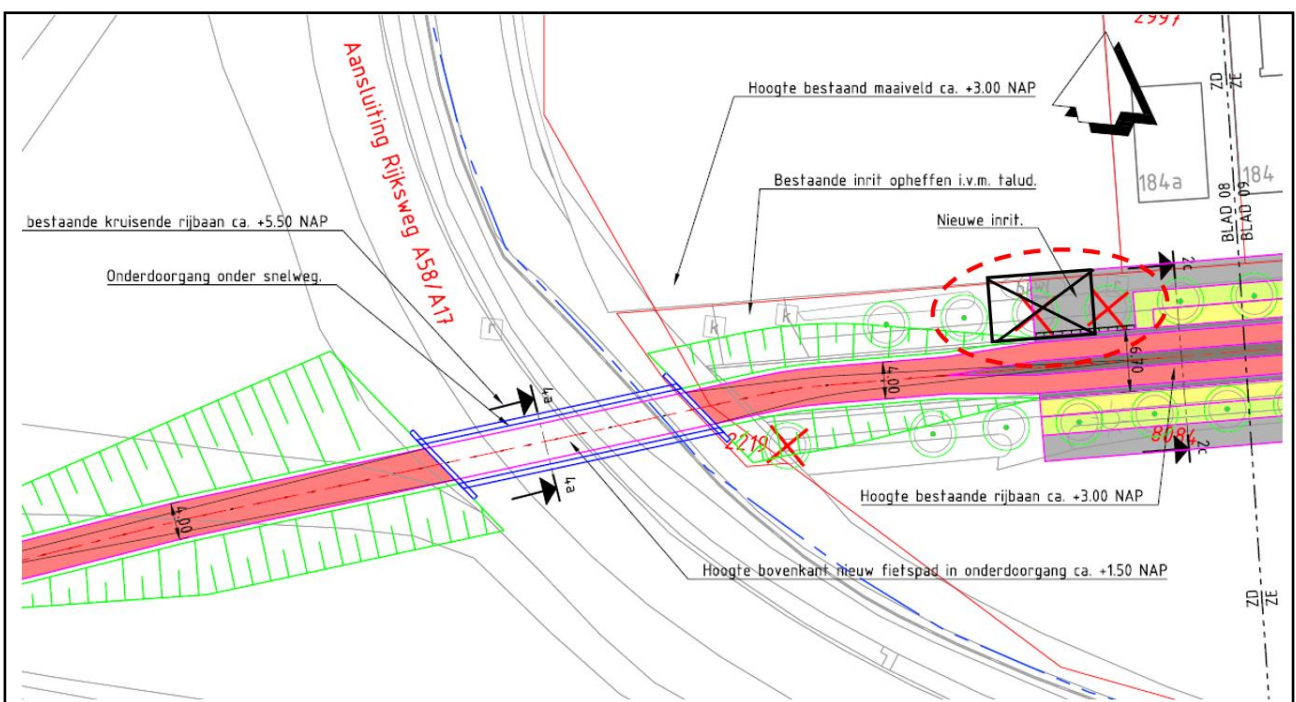 2997
Aansluiting Rijksweg A58/A17
Hoogte bestaand maaiveld ca. +3.00 NAP
ZD
ZE
Bestaande inrit opheffen i.v.m. talud.
184a
184
BLAD 08
BLAD 09
bestaande kruisende rijbaan ca. +5.50 NAP
Nieuwe inrit.
Onderdoorgang onder snelweg.
2c
r
k
k
4a
4.00
6.70
2219
8084
2c
4a
Hoogte bestaande rijbaan ca. +3.00 NAP
4.00
Hoogte bovenkant nieuw fietspad in onderdoorgang ca. +1.50 NAP
ZD
ZE